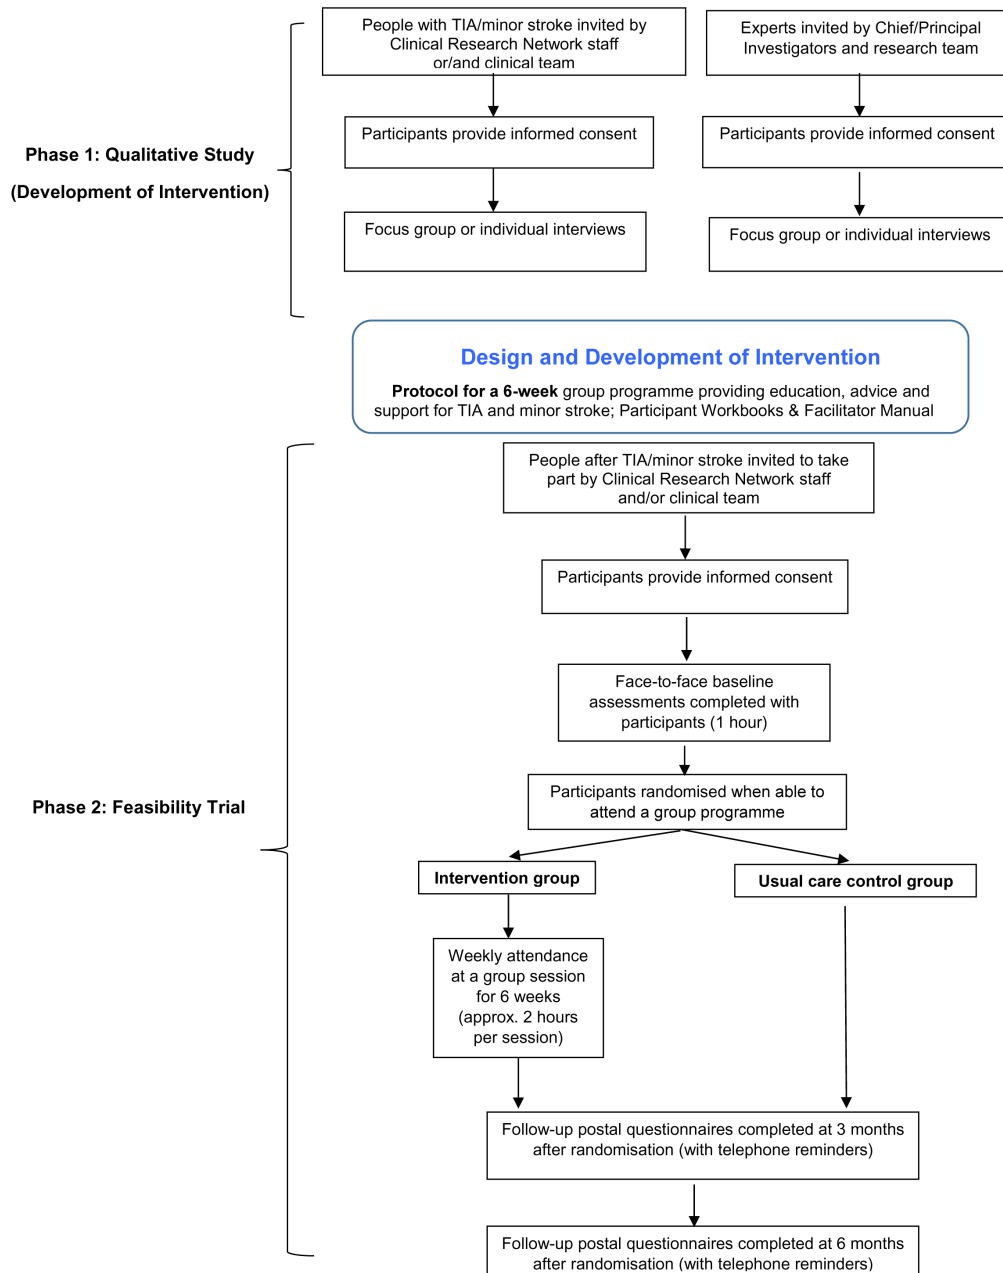 People with TIA/minor stroke invited by
Clinical Research Network staff
or/and clinical team
Experts invited by Chief/Principal
Investigators and research team
Participants provide informed consent
Participants provide informed consent
Phase 1: Qualitative Study
(Development of Intervention)
Focus group or individual interviews
Focus group or individual interviews
Design and Development of Intervention
Protocol for a 6-week group programme providing education, advice and
support for TIA and minor stroke; Participant Workbooks & Facilitator Manual
People after TIA/minor stroke invited to take
part by Clinical Research Network staff
and/or clinical team
Participants provide informed consent
Face-to-face baseline
assessments completed with
participants (1 hour)
Phase 2: Feasibility Trial
Participants randomised when able to
attend a group programme
Intervention group
Usual care control group
Weekly attendance
at a group session
for 6 weeks
(approx. 2 hours
per session)
Follow-up postal questionnaires completed at 3 months
after randomisation (with telephone reminders)
Follow-up postal questionnaires completed at 6 months
after randomisation (with telephone reminders)